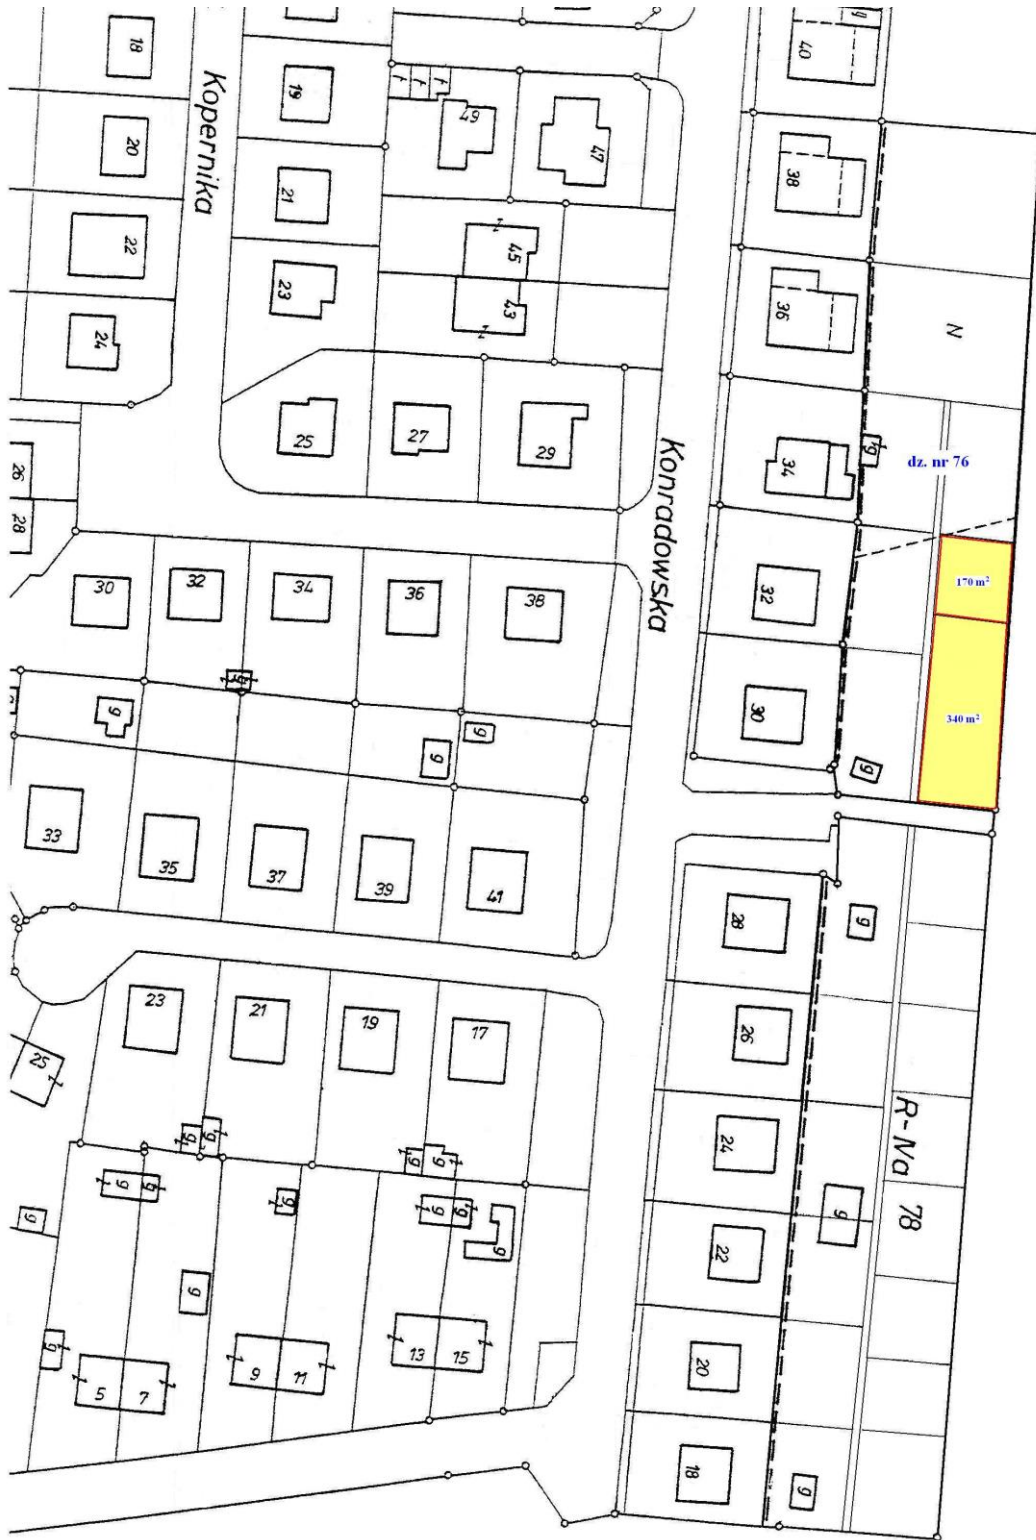 18
19
20
21
22
23
24
Kopernika
f f f
49
47
45
43
40
g
38
36
N
34
g
dz. nr 76
25
27
29
Konradowska
26
28
30
32
34
36
38
32
170 m²
340 m²
30
g
g
g
g
g
33
35
37
39
41
28
g
26
23
21
19
17
25
R-IVa
78
24
g
22
g
g
g
g
g
g
g
g
g
g
g
g
g
5
7
9
11
13
15
20
18
g